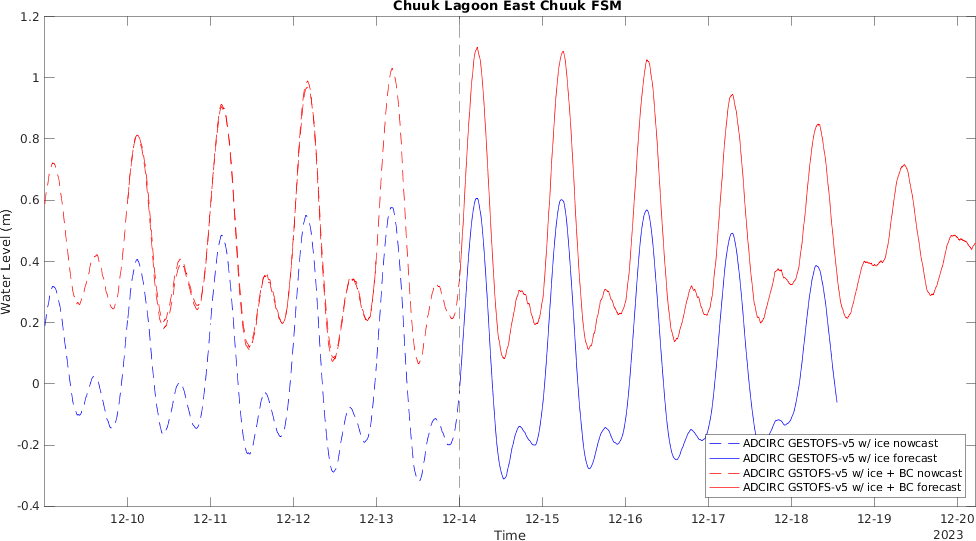 Chuuk Lagoon East Chuuk FSM
1.2
1
0.8
0.6
0.4
0.2
0
-0.2
-0.4
Water Level (m)
ADCIRC GESTOFS-v5 w/ ice nowcast
ADCIRC GESTOFS-v5 w/ ice forecast
ADCIRC GSTOFS-v5 w/ ice + BC nowcast
ADCIRC GSTOFS-v5 w/ ice + BC forecast
12-10 12-11 12-12 12-13 12-14 12-15 12-16 12-17 12-18 12-19 12-20
Time
2023